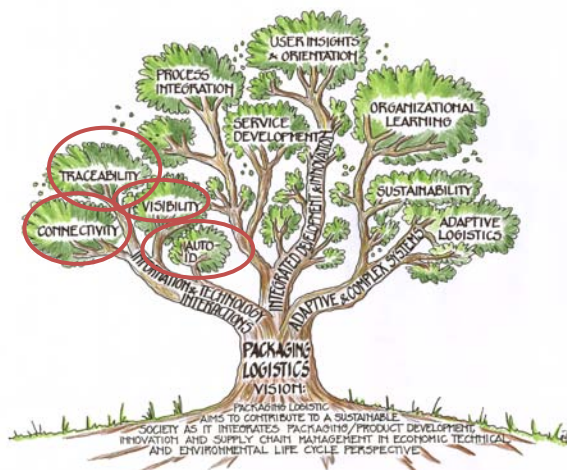 USER INSIGHTS
& ORIENTATION
PROCESS
INTEGRATION
ORGANIZATIONAL
LEARNING
SERVICE
DEVELOPMENT
TRACEABILITY
VISIBILITY
SUSTAINABILITY
CONNECTIVITY
AUTO
ID
ADAPTIVE
LOGISTICS
INFORMATION & TECHNOLOGY
INTERACTIONS
INTEGRATED DEVELOPMENT & INNOVATION
ADAPTIVE & COMPLEX SYSTEMS
PACKAGING
LOGISTICS
VISION:
PACKAGING LOGISTIC
AIMS TO CONTRIBUTE TO A SUSTAINABLE
SOCIETY AS IT INTEGRATES PACKAGING/PRODUCT DEVELOPMENT,
INNOVATION AND SUPPLY CHAIN MANAGEMENT IN ECONOMIC TECHNICAL
AND ENVIRONMENTAL LIFE CYCLE PERSPECTIVE